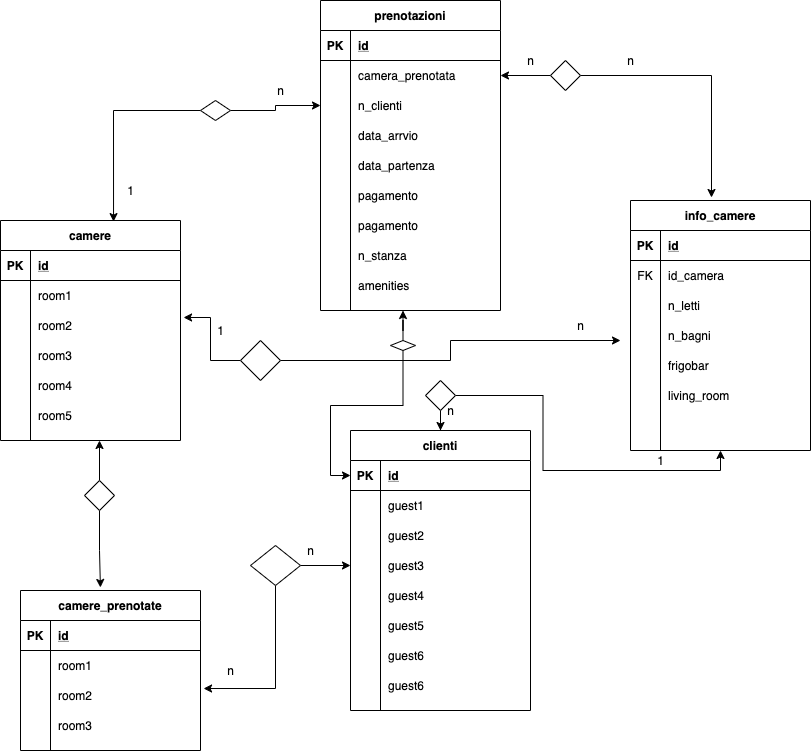 prenotazioni
PK id
camera_prenotata
n_clienti
data_arrvio
data_partenza
pagamento
pagamento
n_stanza
amenities
n
1
n
n
camere
PK id
room1
room2
room3
room4
room5
info_camere
PK id
FK id_camera
n_letti
n_bagni
frigobar
living_room
1
n
n
1
clienti
PK id
guest1
guest2
guest3
guest4
guest5
guest6
guest6
n
n
camere_prenotate
PK id
room1
room2
room3